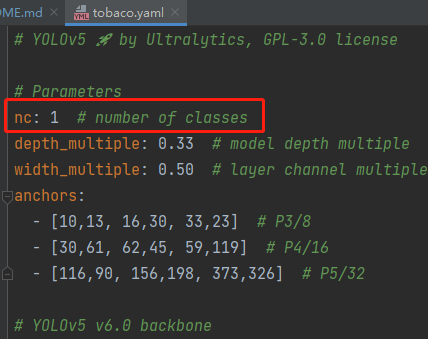 OME.md × tobaco.yaml ×
# YOLOv5 🚀 by Ultralytics, GPL-3.0 license
# Parameters
nc: 1 # number of classes
depth_multiple: 0.33 # model depth multiple
width_multiple: 0.50 # layer channel multiple
anchors:
- [10,13, 16,30, 33,23] # P3/8
- [30,61, 62,45, 59,119] # P4/16
- [116,90, 156,198, 373,326] # P5/32
# YOLOv5 v6.0 backbone